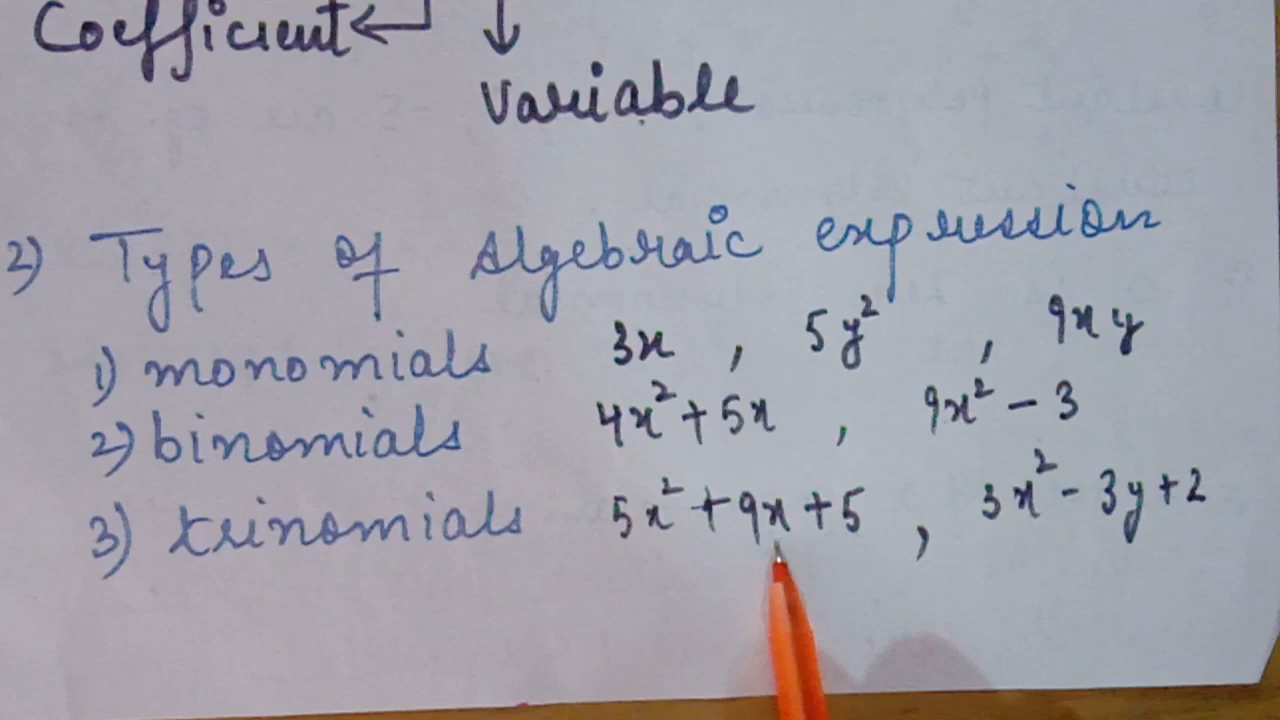 Coefficient ←
↓
Variable
2) Types of Algebraic expression
1) monomials 3x , 5y² , 9xy
2) binomials 4x² + 5x , 9x² - 3
3) trinomials 5x² + 9x + 5 , 3x² - 3y + 2